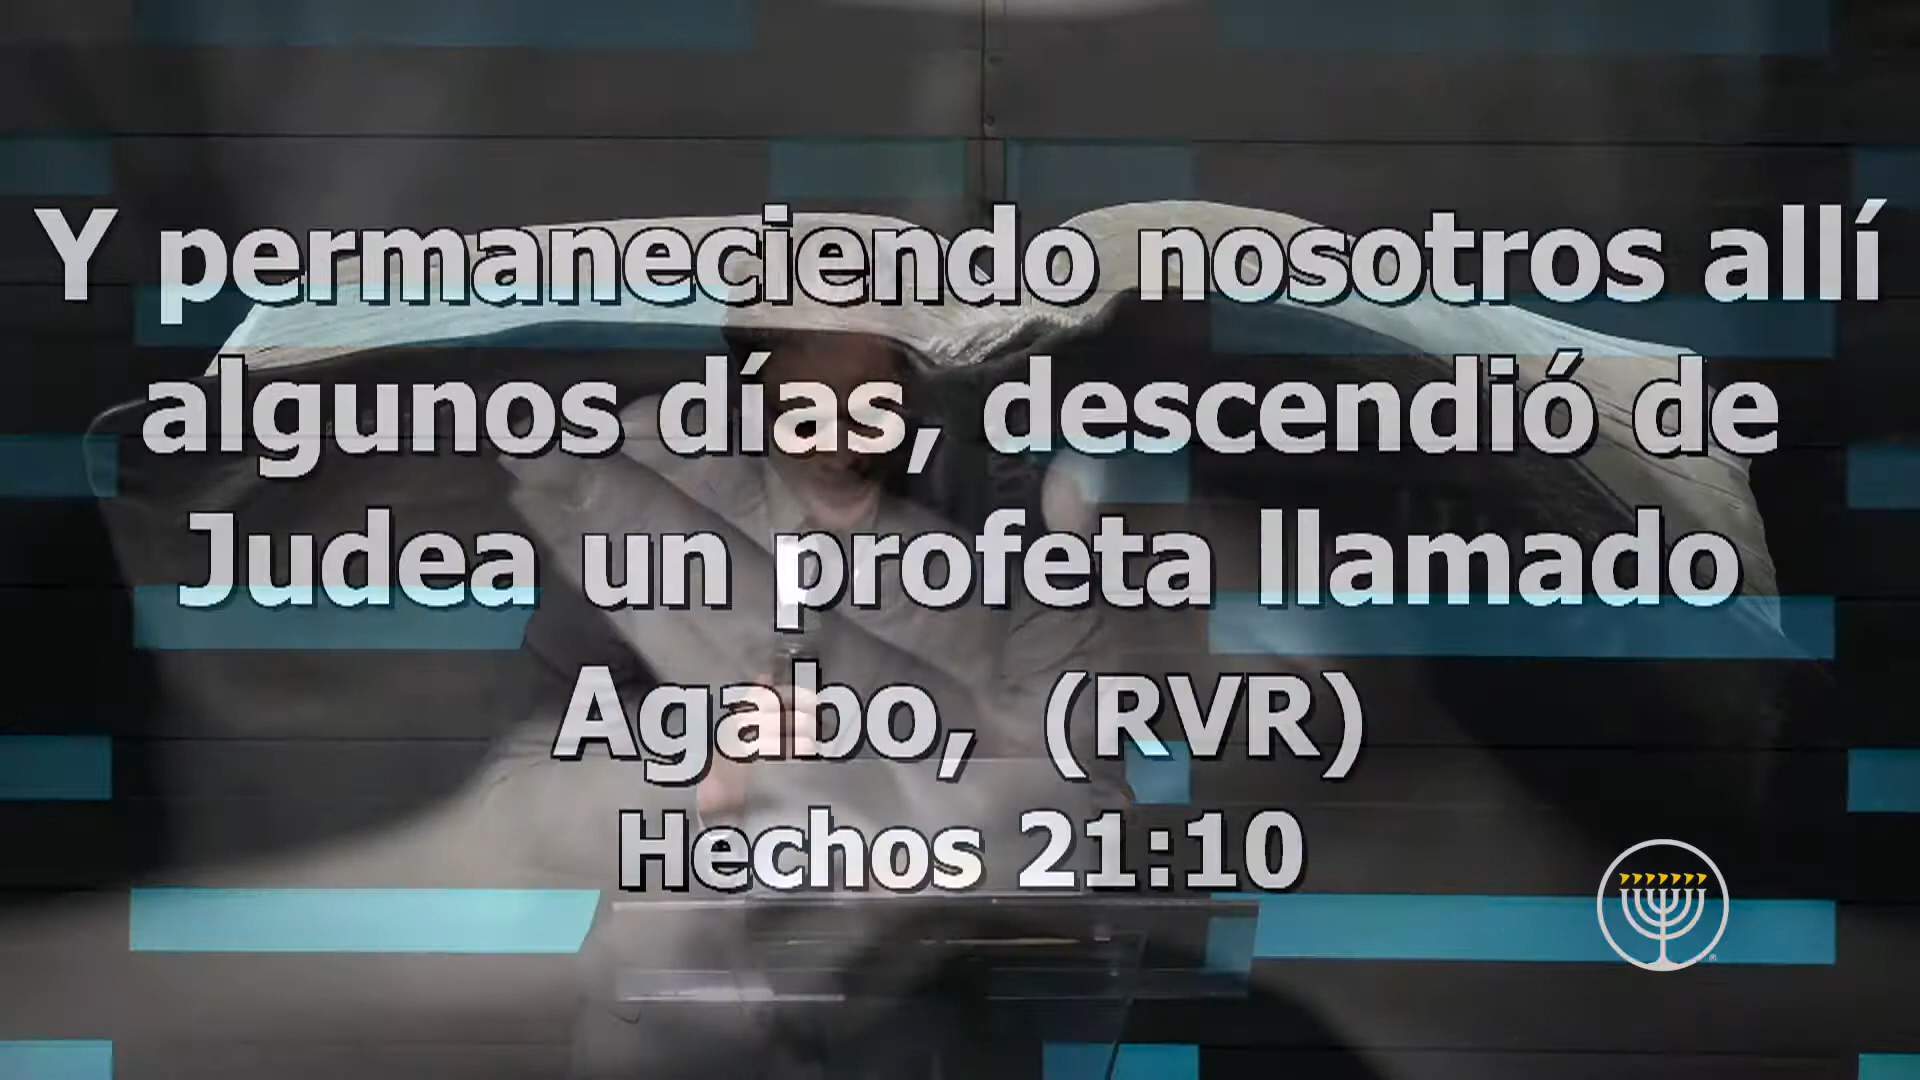 Y permaneciendo nosotros allí
algunos días, descendió de
Judea un profeta llamado
Agabo, (RVR)
Hechos 21:10